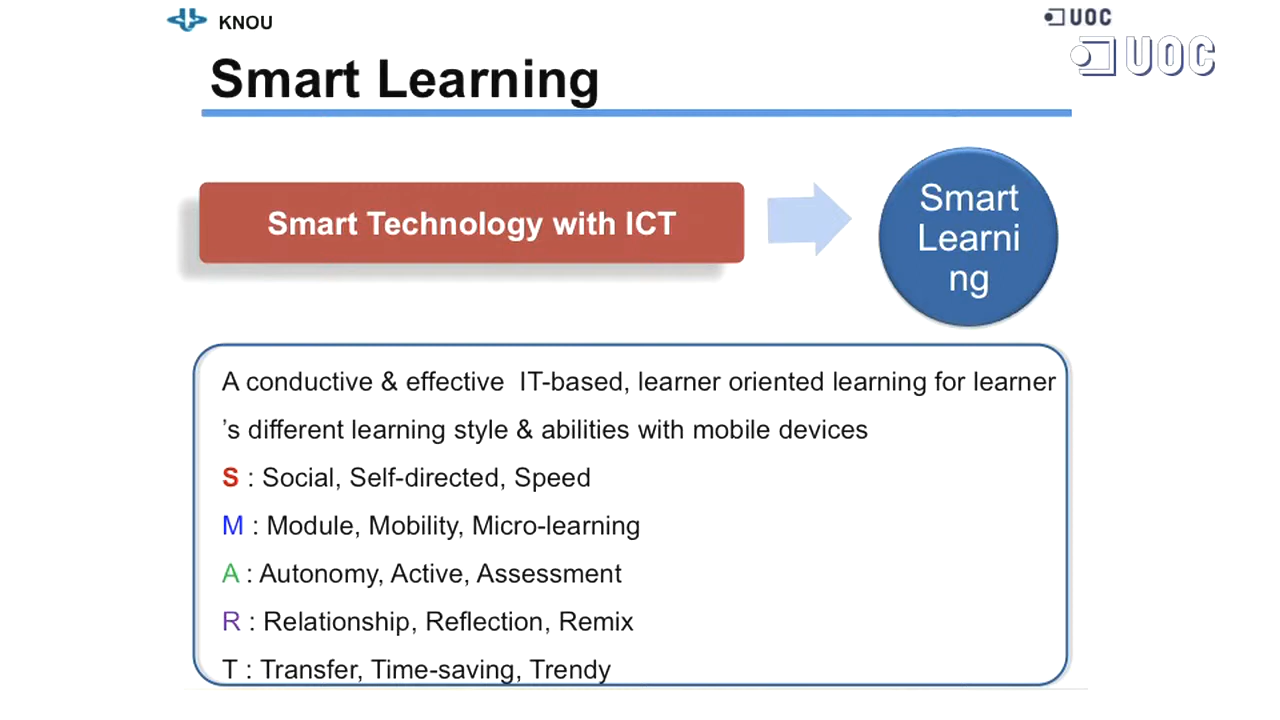 KNOU
UOC
UOC
Smart Learning
Smart Technology with ICT
Smart
Learni
ng
A conductive & effective  IT-based, learner oriented learning for learner
’s different learning style & abilities with mobile devices
S : Social, Self-directed, Speed
M : Module, Mobility, Micro-learning
A : Autonomy, Active, Assessment
R : Relationship, Reflection, Remix
T : Transfer, Time-saving, Trendy